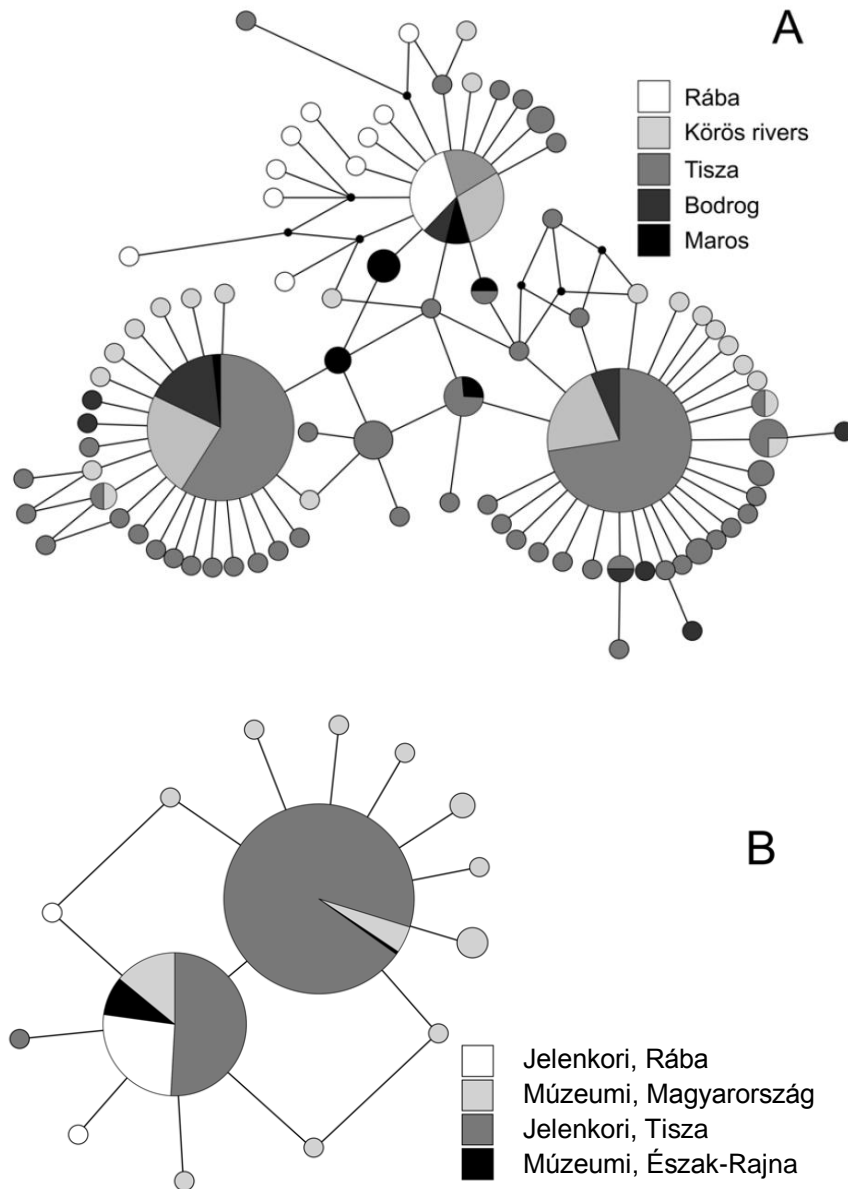 A
Rába
Körös rivers
Tisza
Bodrog
Maros
B
Jelenkori, Rába
Múzeumi, Magyarország
Jelenkori, Tisza
Múzeumi, Észak-Rajna